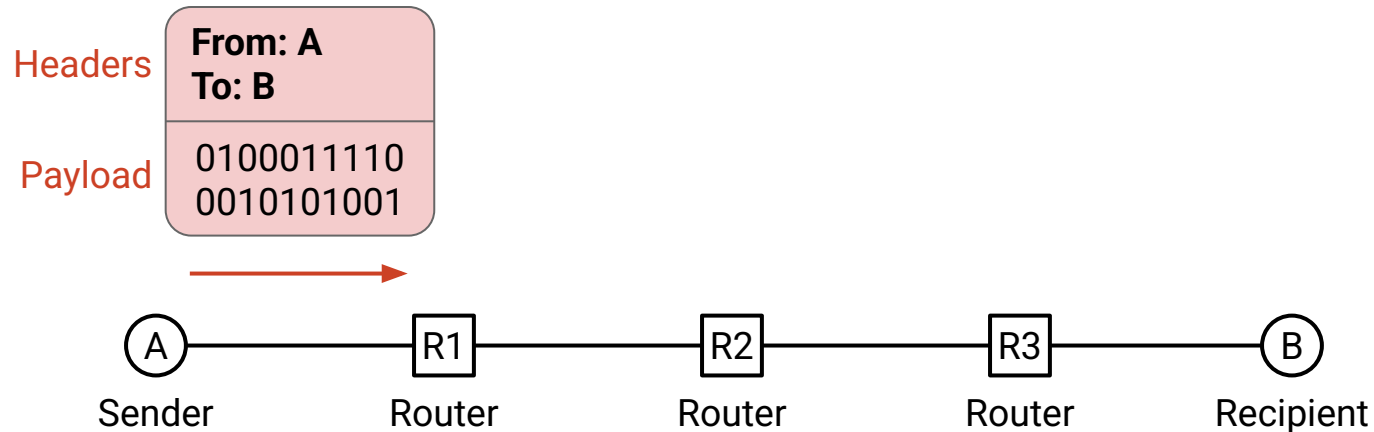 Headers
From: A
To: B
Payload
0100011110
0010101001
A
R1
R2
R3
B
Sender
Router
Router
Router
Recipient